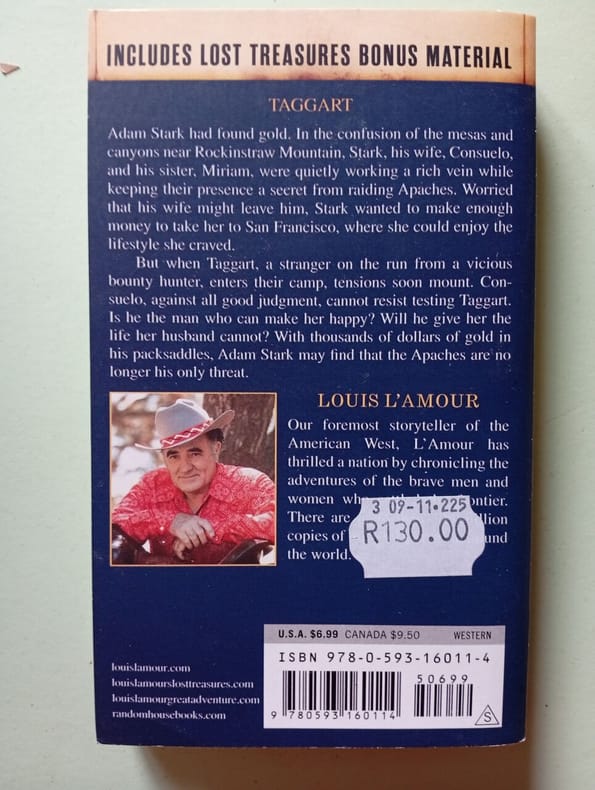 INCLUDES LOST TREASURES BONUS MATERIAL
TAGGART
Adam Stark had found gold. In the confusion of the mesas and
canyons near Rockinstraw Mountain, Stark, his wife, Consuelo,
and his sister, Miriam, were quietly working a rich vein while
keeping their presence a secret from raiding Apaches. Worried
that his wife might leave him, Stark wanted to make enough
money to take her to San Francisco, where she could enjoy the
lifestyle she craved.
But when Taggart, a stranger on the run from a vicious
bounty hunter, enters their camp, tensions soon mount. Con-
suelo, against all good judgment, cannot resist testing Taggart.
Is he the man who can make her happy? Will he give her the
life her husband cannot? With thousands of dollars of gold in
his packsaddles, Adam Stark may find that the Apaches are no
longer his only threat.
LOUIS L'AMOUR
Our foremost storyteller of the
American West, L'Amour has
thrilled a nation by chronicling the
adventures of the brave men and
women
There are
copies of
the world.
3 09-11.225
R130.00
U.S.A. $6.99 CANADA $9.50 WESTERN
ISBN 978-0-593-16011-4
50699
9 780593 160114
S
louislamour.com
louislamourslosttreasures.com
louislamourgreatadventure.com
randomhousebooks.com